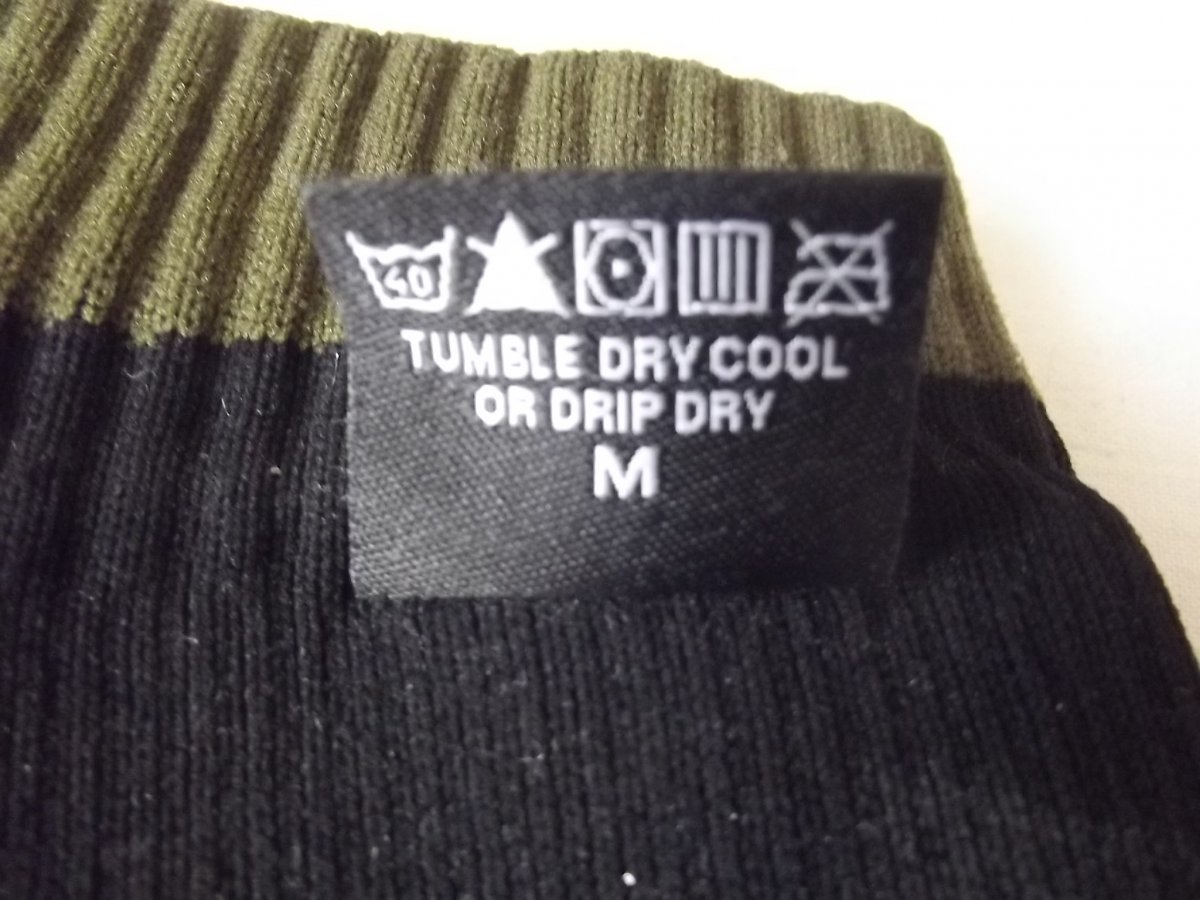 40
TUMBLE DRY COOL
OR DRIP DRY
M